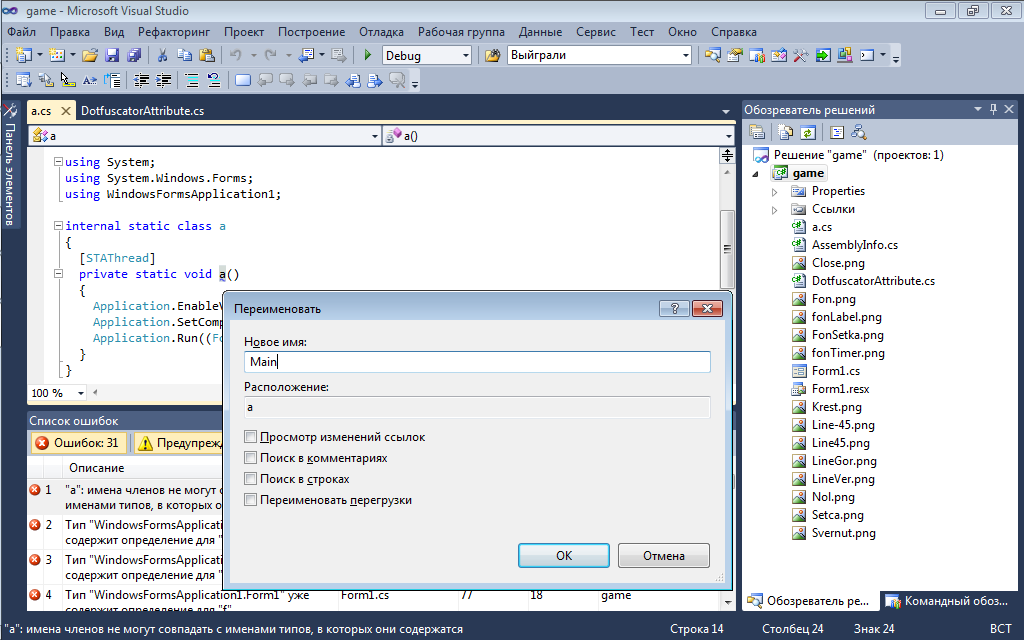 game - Microsoft Visual Studio
Файл Правка Вид Рефакторинг Проект Построение Отладка Рабочая группа Данные Сервис Тест Окно Справка
Debug Выйграли
Панель элементов
a.cs DotfuscatorAttribute.cs
a a()
using System;
using System.Windows.Forms;
using WindowsFormsApplication1;
internal static class a
{
[STAThread]
private static void a()
{
Application.EnableV
Application.SetComp
Application.Run((Fo
}
}
100 %
Список ошибок
Ошибок: 31 Предупрежд
Описание
1 "a": имена членов не могут с
именами типов, в которых о
2 Тип "WindowsFormsApplicati
содержит определение для "
3 Тип "WindowsFormsApplicati
содержит определение для "
4 Тип "WindowsFormsApplication1.Form1" уже Form1.cs 77 18 game
содержит определение для "f"
Переименовать
Новое имя:
Main
Расположение:
a
Просмотр изменений ссылок
Поиск в комментариях
Поиск в строках
Переименовать перегрузки
OK Отмена
Обозреватель решений
Решение "game" (проектов: 1)
game
Properties
Ссылки
a.cs
AssemblyInfo.cs
Close.png
DotfuscatorAttribute.cs
Fon.png
fonLabel.png
FonSetka.png
fonTimer.png
Form1.cs
Form1.resx
Krest.png
Line-45.png
Line45.png
LineGor.png
LineVer.png
Nol.png
Setca.png
Svernut.png
Обозреватель ре... Командный обоз...
"a": имена членов не могут совпадать с именами типов, в которых они содержатся Строка 14 Столбец 24 Знак 24 ВСТ